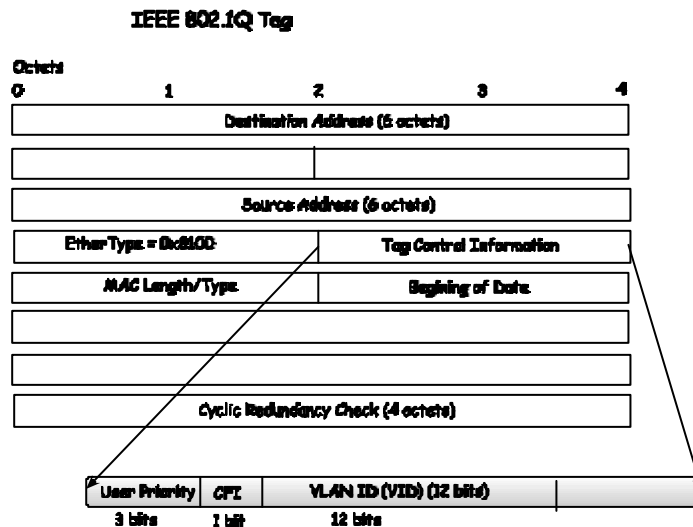 IEEE 802.1Q Tag
Octets
0 1 2 3 4
Destination Address (6 octets)
Source Address (6 octets)
EtherType = 0x8100
Tag Control Information
MAC Length/Type
Begining of Date
Cyclic Redundancy Check (4 octets)
User Priority
CFI
VLAN ID (VID) (12 bits)
3 bits
1 bit
12 bits